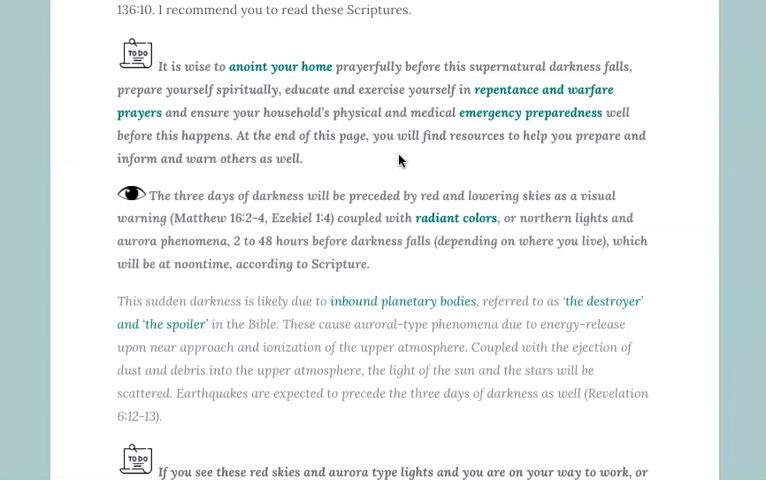 136:10. I recommend you to read these Scriptures.
TO DO
It is wise to anoint your home prayerfully before this supernatural darkness falls,
prepare yourself spiritually, educate and exercise yourself in repentance and warfare
prayers and ensure your household's physical and medical emergency preparedness well
before this happens. At the end of this page, you will find resources to help you prepare and
inform and warn others as well.
The three days of darkness will be preceded by red and lowering skies as a visual
warning (Matthew 16:2-4, Ezekiel 1:4) coupled with radiant colors, or northern lights and
aurora phenomena, 2 to 48 hours before darkness falls (depending on where you live), which
will be at noontime, according to Scripture.
This sudden darkness is likely due to inbound planetary bodies, referred to as 'the destroyer'
and 'the spoiler' in the Bible. These cause auroral-type phenomena due to energy-release
upon near approach and ionization of the upper atmosphere. Coupled with the ejection of
dust and debris into the upper atmosphere, the light of the sun and the stars will be
scattered. Earthquakes are expected to precede the three days of darkness as well (Revelation
6:12-13).
TO DO
If you see these red skies and aurora type lights and you are on your way to work, or